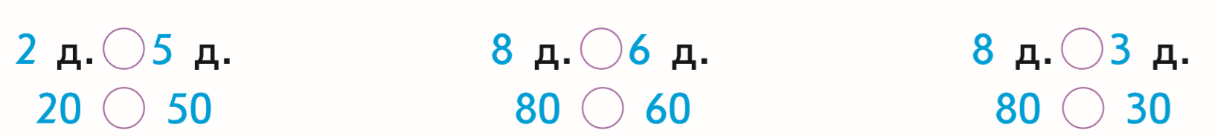 2 д. ◯ 5 д. 8 д. ◯ 6 д. 8 д. ◯ 3 д.
20 ◯ 50 80 ◯ 60 80 ◯ 30